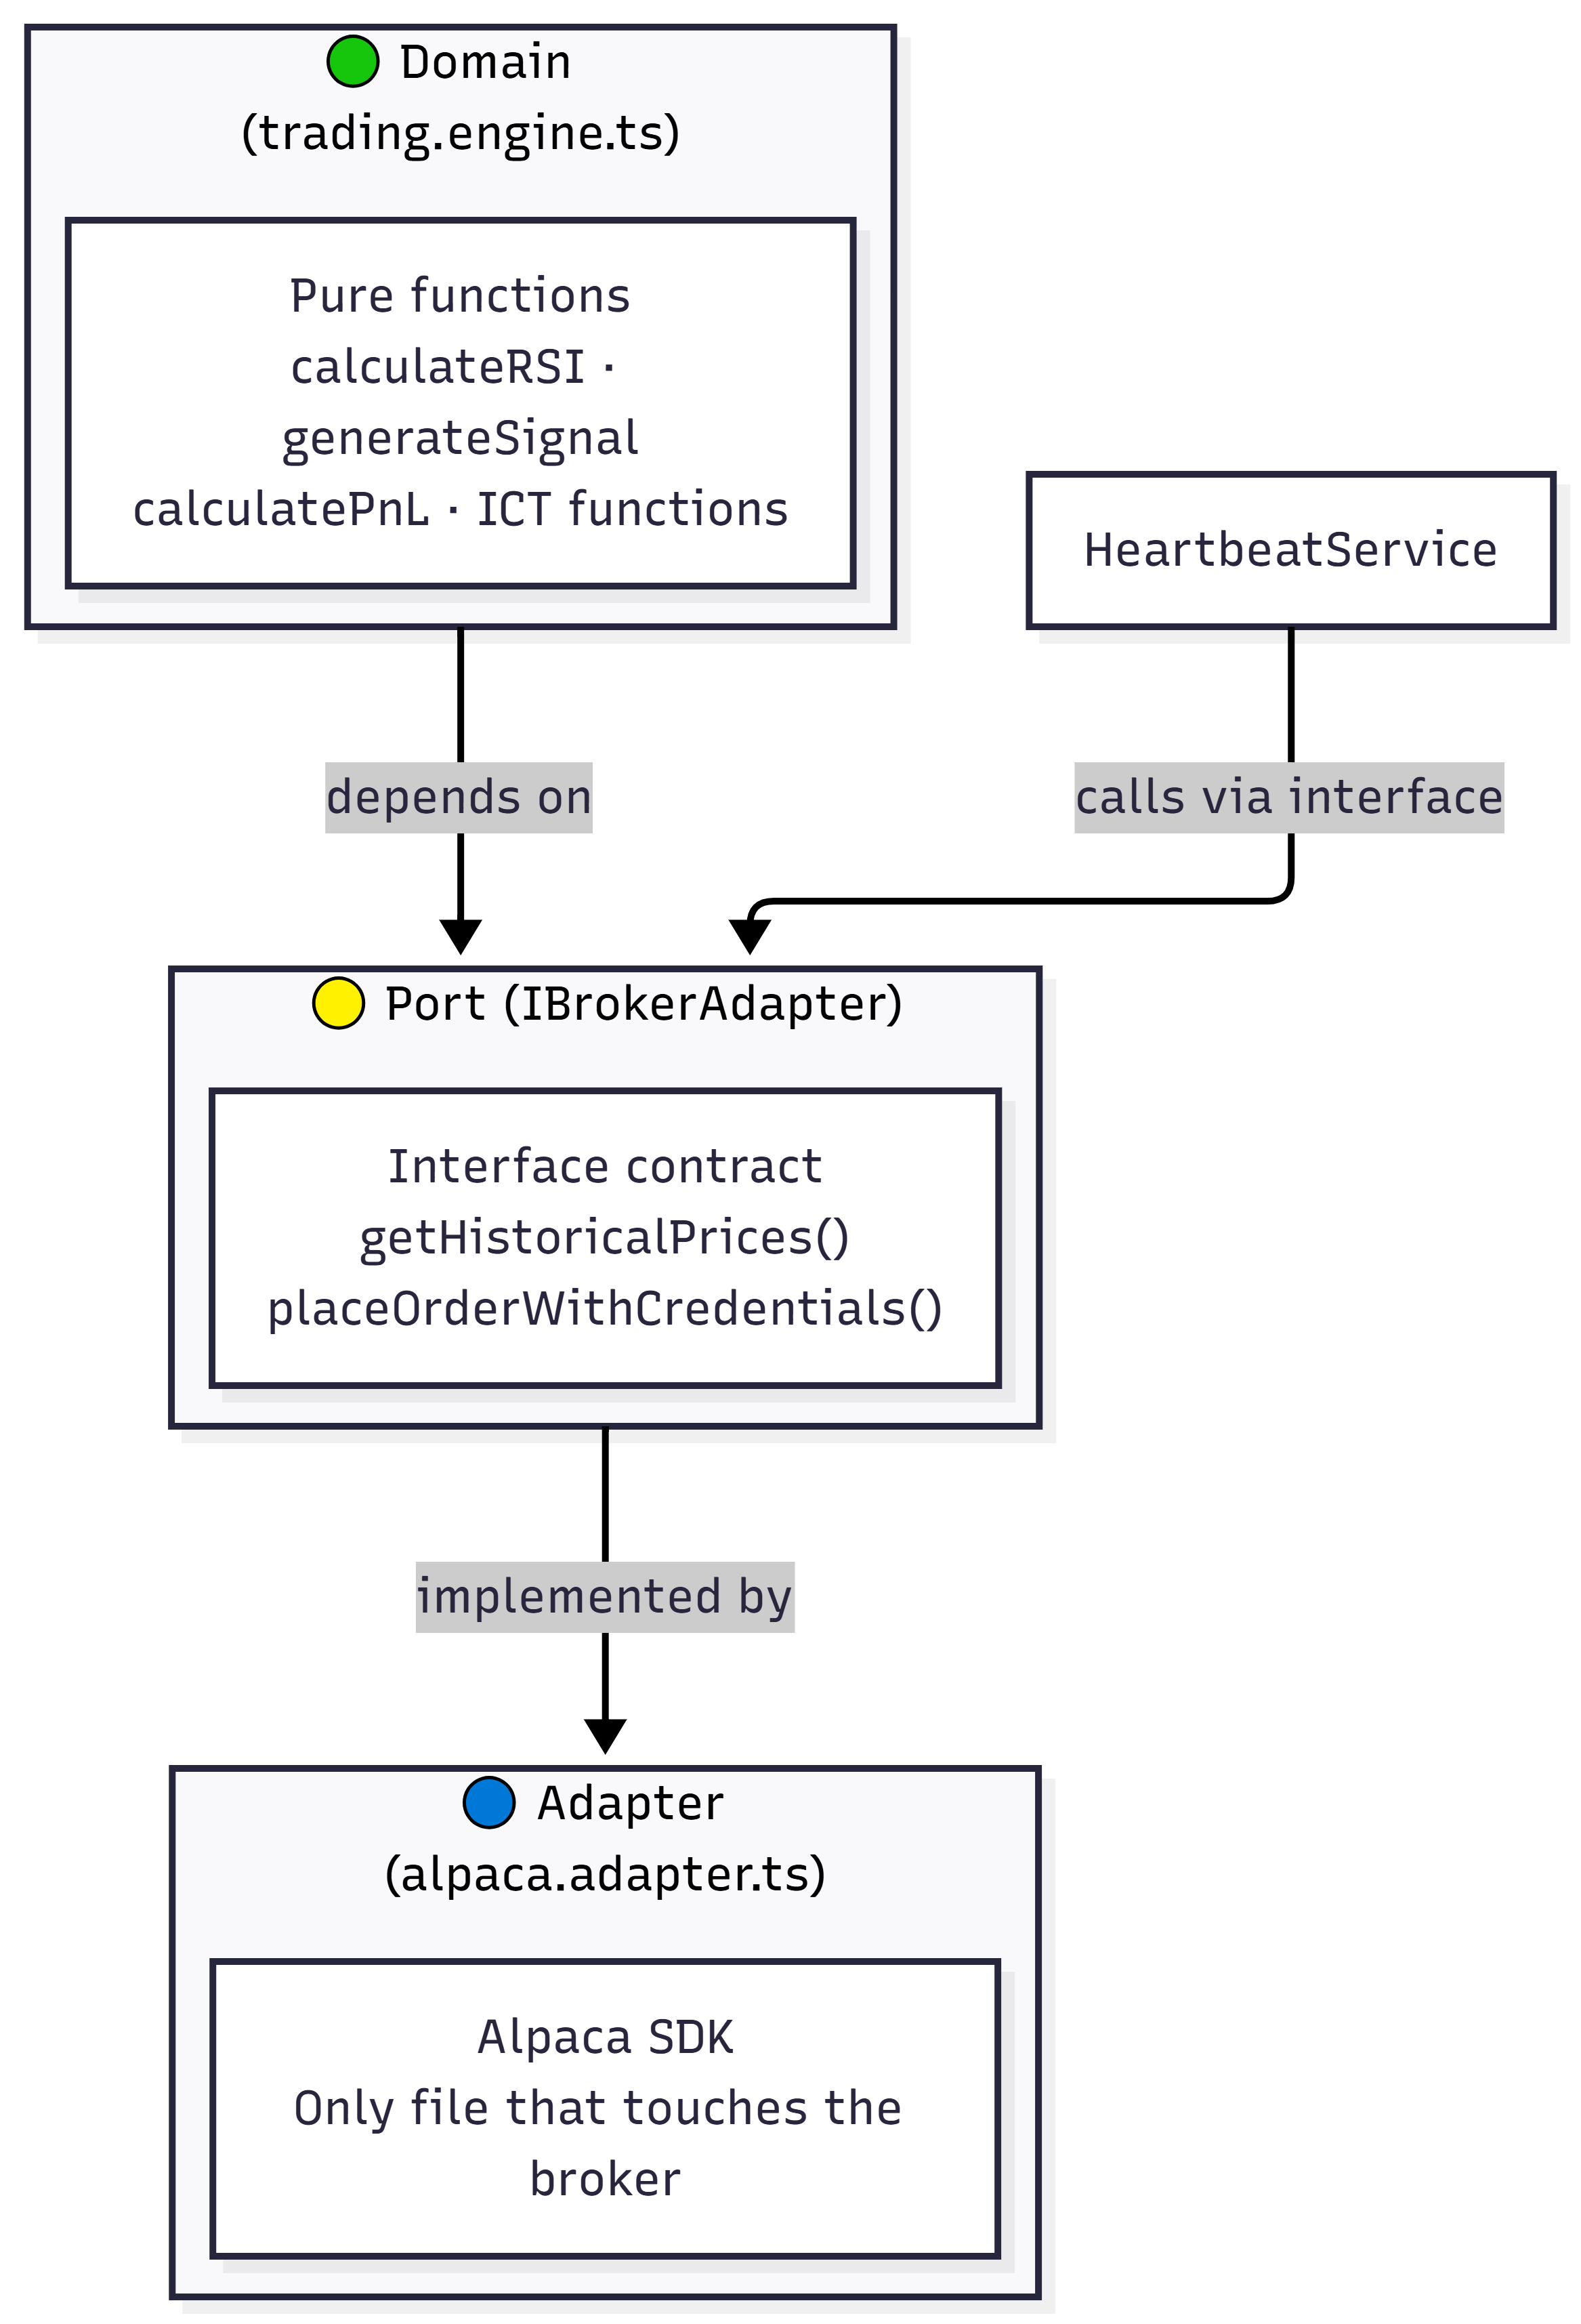 Domain
(trading.engine.ts)
Pure functions
calculateRSI ·
generateSignal
calculatePnL · ICT functions
HeartbeatService
depends on
calls via interface
Port (IBrokerAdapter)
Interface contract
getHistoricalPrices()
placeOrderWithCredentials()
implemented by
Adapter
(alpaca.adapter.ts)
Alpaca SDK
Only file that touches the
broker